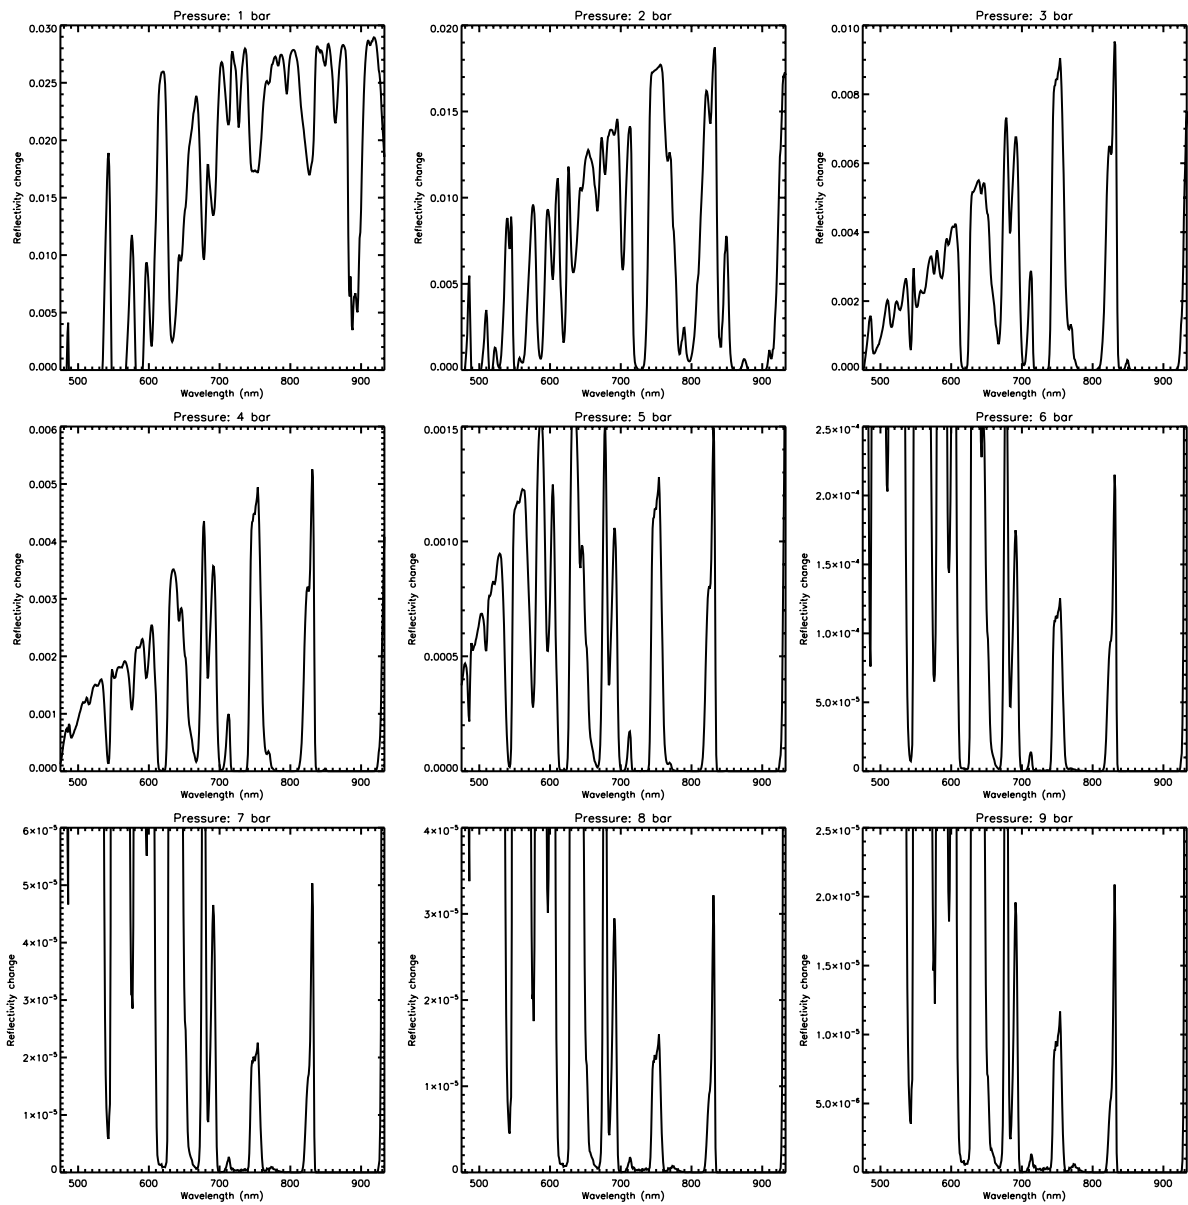 Pressure: 1 bar
Reflectivity change
0.030
0.025
0.020
0.015
0.010
0.005
0.000
500 600 700 800 900
Wavelength (nm)
Pressure: 2 bar
Reflectivity change
0.020
0.015
0.010
0.005
0.000
500 600 700 800 900
Wavelength (nm)
Pressure: 3 bar
Reflectivity change
0.010
0.008
0.006
0.004
0.002
0.000
500 600 700 800 900
Wavelength (nm)
Pressure: 4 bar
Reflectivity change
0.006
0.005
0.004
0.003
0.002
0.001
0.000
500 600 700 800 900
Wavelength (nm)
Pressure: 5 bar
Reflectivity change
0.0015
0.0010
0.0005
0.0000
500 600 700 800 900
Wavelength (nm)
Pressure: 6 bar
Reflectivity change
2.5×10⁻⁴
2.0×10⁻⁴
1.5×10⁻⁴
1.0×10⁻⁴
5.0×10⁻⁵
0
500 600 700 800 900
Wavelength (nm)
Pressure: 7 bar
Reflectivity change
6×10⁻⁵
5×10⁻⁵
4×10⁻⁵
3×10⁻⁵
2×10⁻⁵
1×10⁻⁵
0
500 600 700 800 900
Wavelength (nm)
Pressure: 8 bar
Reflectivity change
4×10⁻⁵
3×10⁻⁵
2×10⁻⁵
1×10⁻⁵
0
500 600 700 800 900
Wavelength (nm)
Pressure: 9 bar
Reflectivity change
2.5×10⁻⁵
2.0×10⁻⁵
1.5×10⁻⁵
1.0×10⁻⁵
5.0×10⁻⁶
0
500 600 700 800 900
Wavelength (nm)